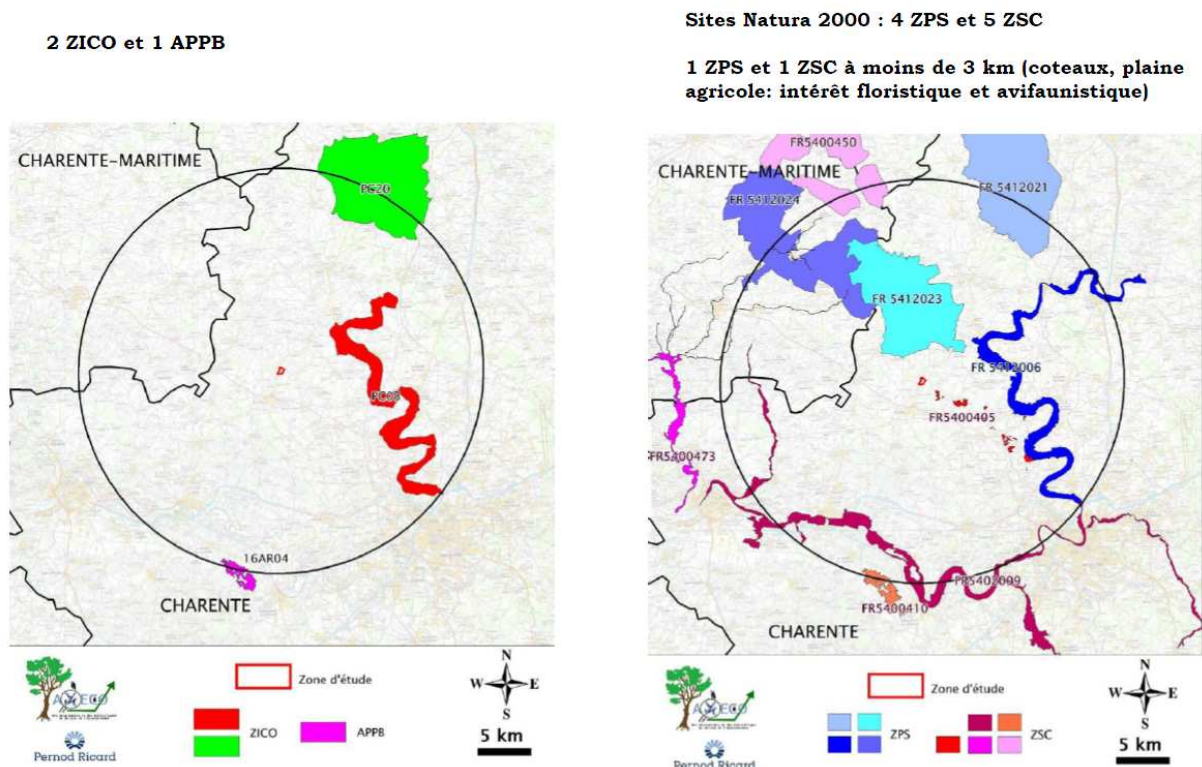 2 ZICO et 1 APPB
CHARENTE-MARITIME
PC20
16AR04
CHARENTE
Zone d'étude
ZICO
APPB
N
W
E
S
5 km
Pernod Ricard
Sites Natura 2000 : 4 ZPS et 5 ZSC
1 ZPS et 1 ZSC à moins de 3 km (coteaux, plaine
agricole: intérêt floristique et avifaunistique)
FR5400450
CHARENTE-MARITIME
FR 5412021
FR 5412024
FR 5412023
FR 5412006
FR5400405
FR5400473
FR5400410
CHARENTE
Zone d'étude
ZPS
ZSC
N
W
E
S
5 km
Pernod Ricard